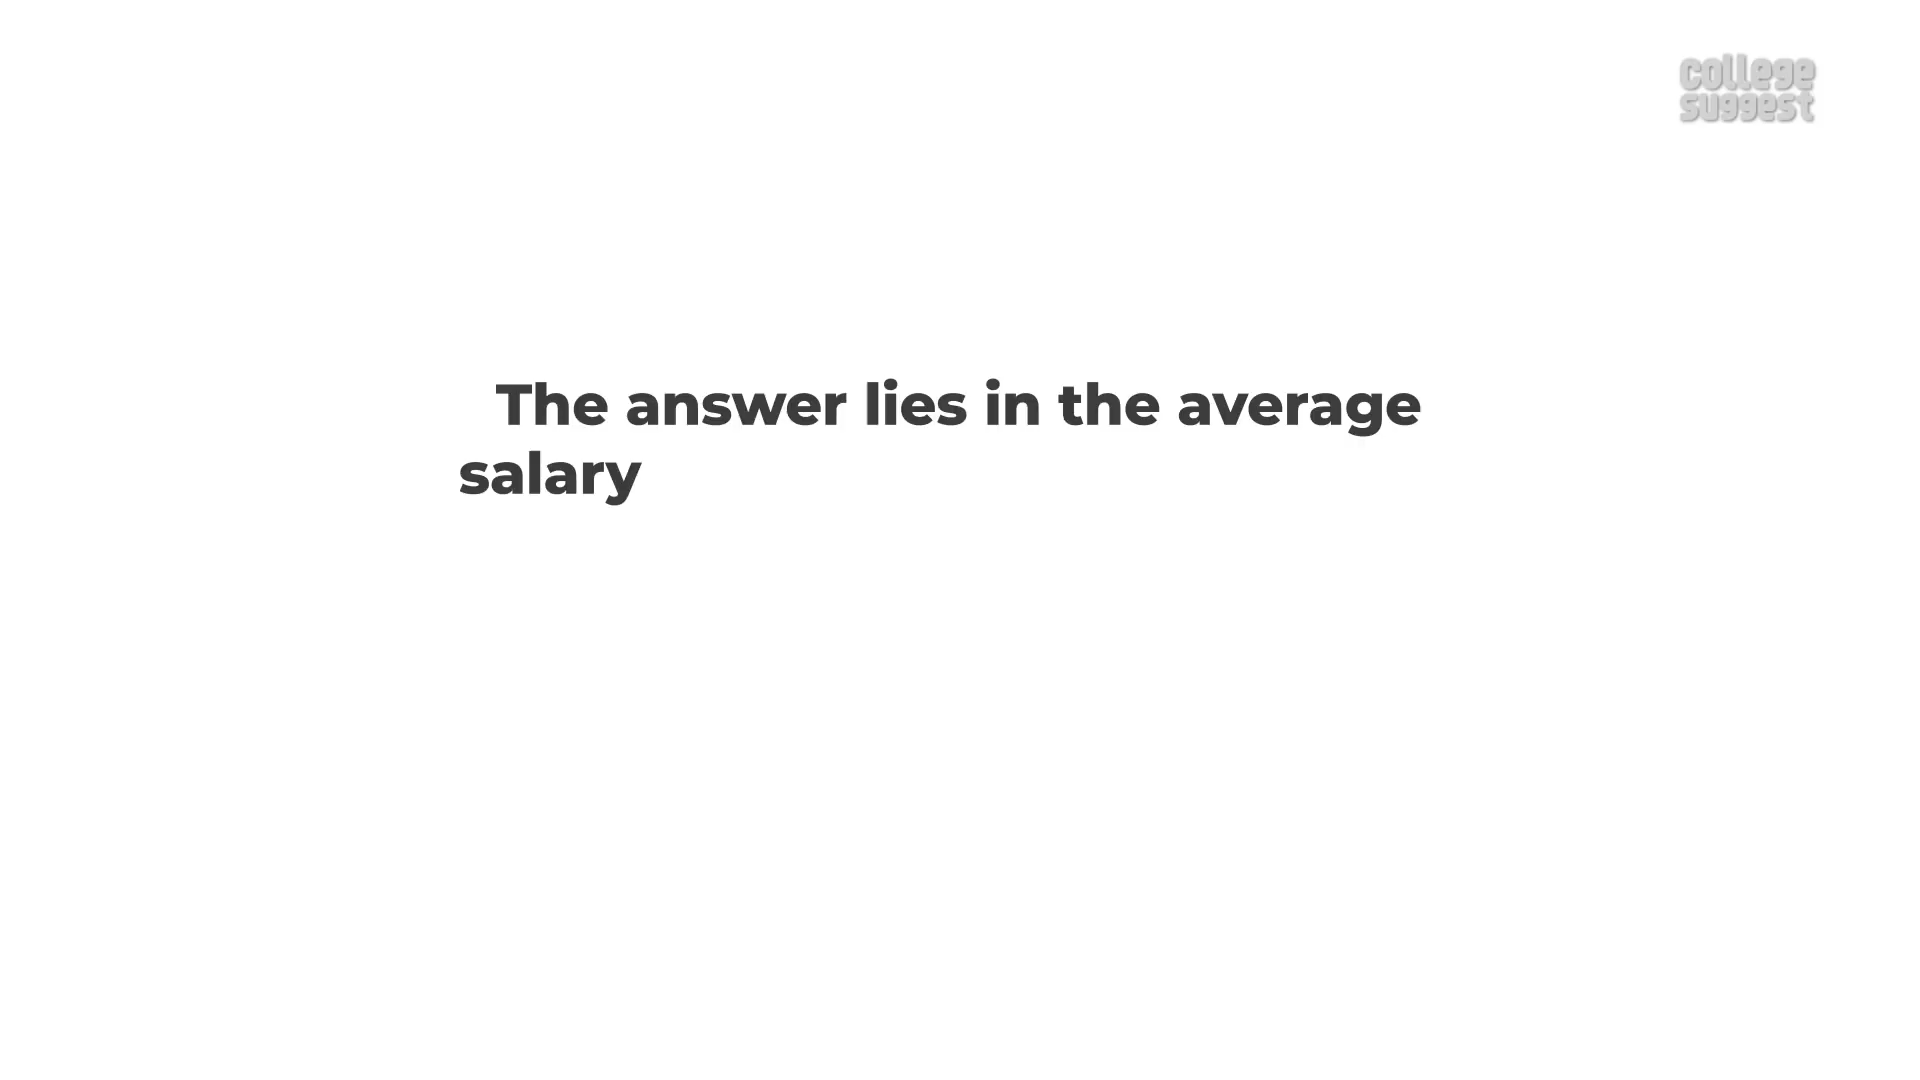 college
suggest
The answer lies in the average
salary